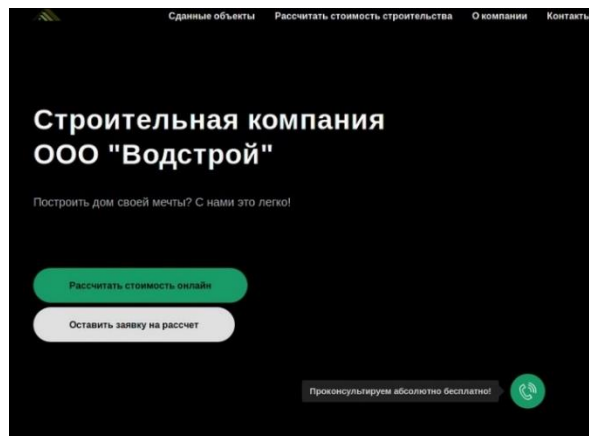 Сданные объекты Рассчитать стоимость строительства О компании Контакты
Строительная компания
ООО "Водстрой"
Построить дом своей мечты? С нами это легко!
Рассчитать стоимость онлайн
Оставить заявку на рассчет
Проконсультируем абсолютно бесплатно!